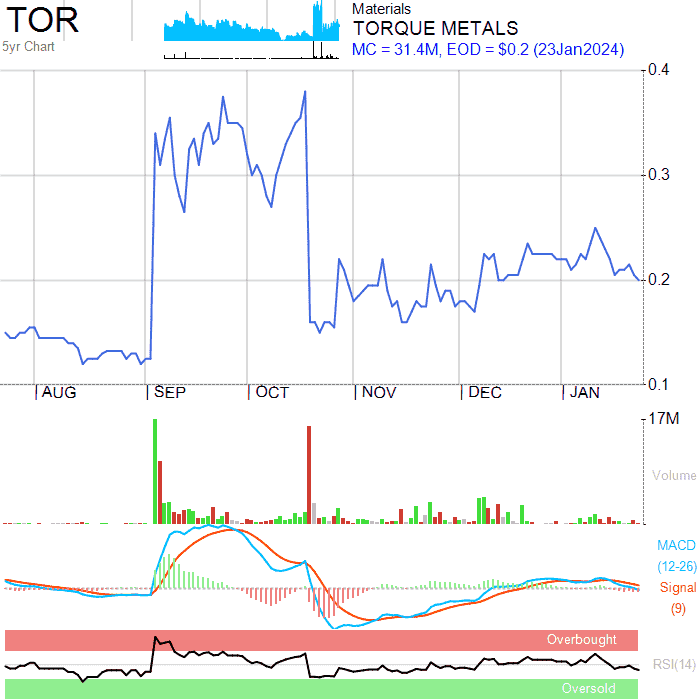 TOR
5yr Chart
Materials
TORQUE METALS
MC = 31.4M, EOD = $0.2 (23Jan2024)
0.4
0.3
0.2
0.1
AUG SEP OCT NOV DEC JAN
17M
Volume
MACD
(12-26)
Signal
(9)
Overbought
RSI(14)
Oversold